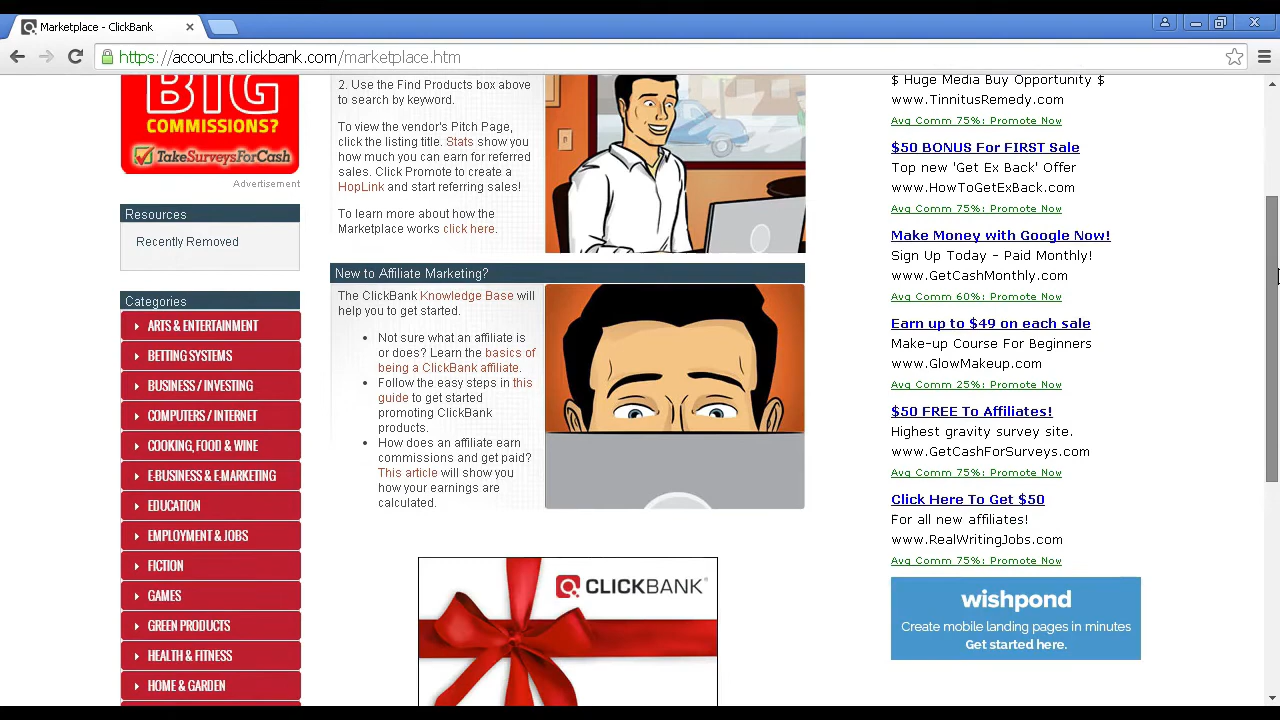 Marketplace - ClickBank
https://accounts.clickbank.com/marketplace.htm
BIG
COMMISSIONS?
TakeSurveysForCash
Advertisement
Resources
Recently Removed
Categories
ARTS & ENTERTAINMENT
BETTING SYSTEMS
BUSINESS / INVESTING
COMPUTERS / INTERNET
COOKING, FOOD & WINE
E-BUSINESS & E-MARKETING
EDUCATION
EMPLOYMENT & JOBS
FICTION
GAMES
GREEN PRODUCTS
HEALTH & FITNESS
HOME & GARDEN
2. Use the Find Products box above
to search by keyword.
To view the vendor's Pitch Page,
click the listing title. Stats show you
how much you can earn for referred
sales. Click Promote to create a
HopLink and start referring sales!
To learn more about how the
Marketplace works click here.
New to Affiliate Marketing?
The ClickBank Knowledge Base will
help you to get started.
Not sure what an affiliate is
or does? Learn the basics of
being a ClickBank affiliate.
Follow the easy steps in this
guide to get started
promoting ClickBank
products.
How does an affiliate earn
commissions and get paid?
This article will show you
how your earnings are
calculated.
CLICKBANK
$ Huge Media Buy Opportunity $
www.TinnitusRemedy.com
Avg Comm 75%: Promote Now
$50 BONUS For FIRST Sale
Top new 'Get Ex Back' Offer
www.HowToGetExBack.com
Avg Comm 75%: Promote Now
Make Money with Google Now!
Sign Up Today - Paid Monthly!
www.GetCashMonthly.com
Avg Comm 60%: Promote Now
Earn up to $49 on each sale
Make-up Course For Beginners
www.GlowMakeup.com
Avg Comm 25%: Promote Now
$50 FREE To Affiliates!
Highest gravity survey site.
www.GetCashForSurveys.com
Avg Comm 75%: Promote Now
Click Here To Get $50
For all new affiliates!
www.RealWritingJobs.com
Avg Comm 75%: Promote Now
wishpond
Create mobile landing pages in minutes
Get started here.